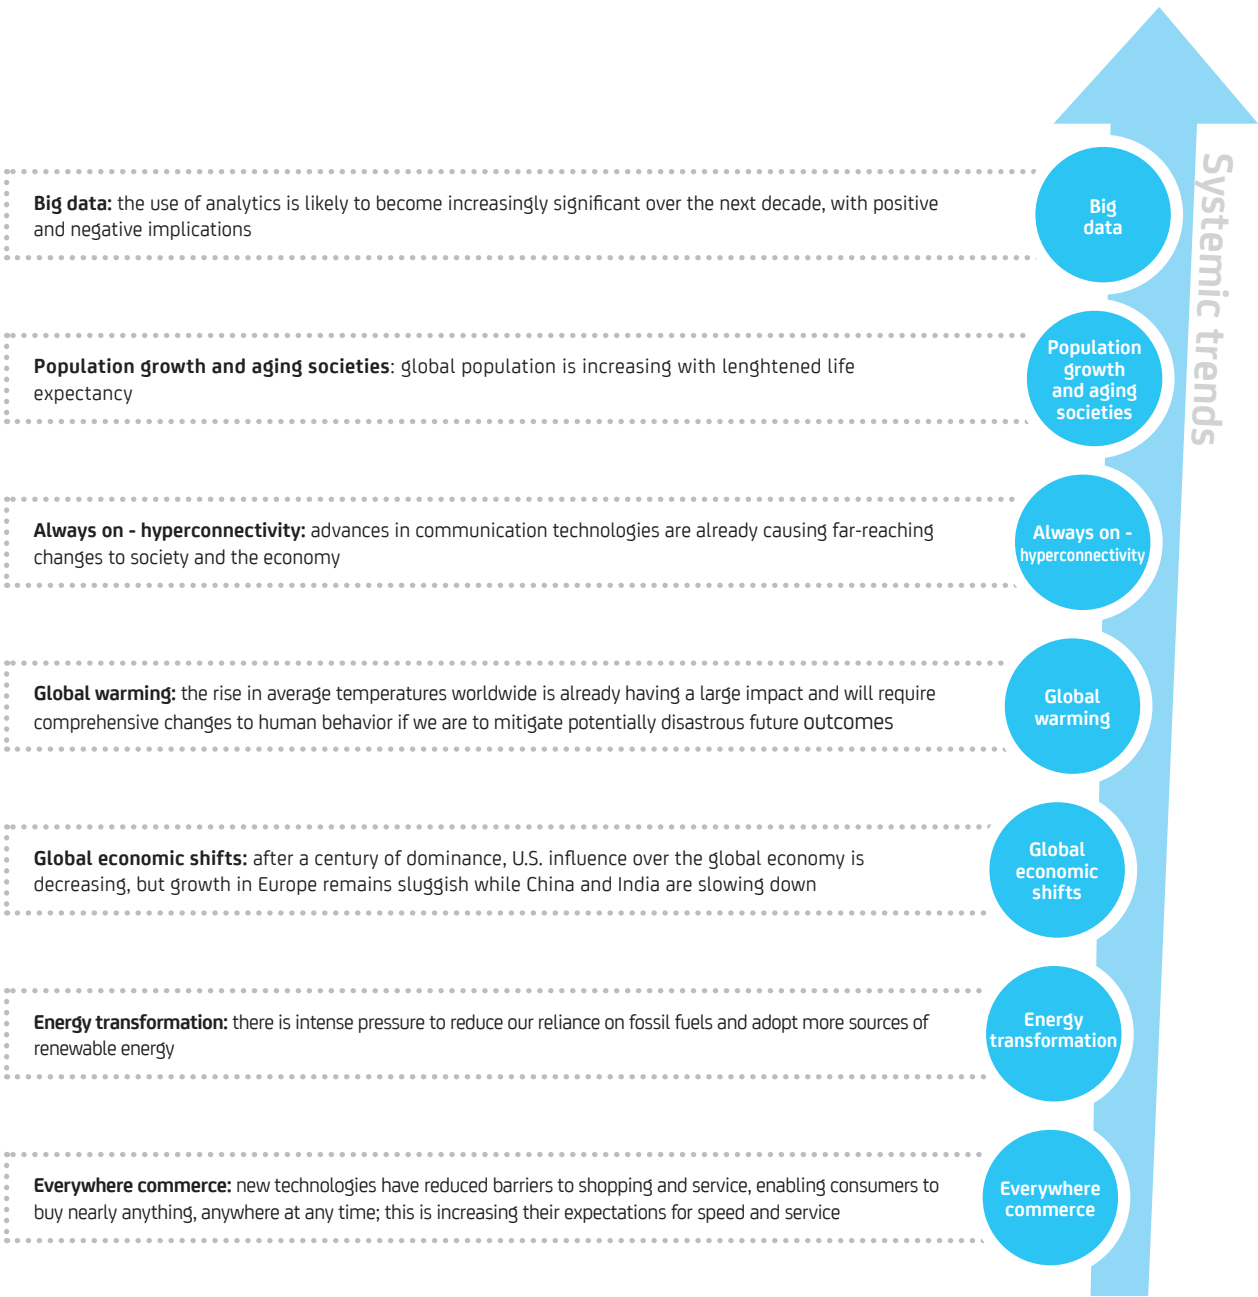 Systemic trends
Big data: the use of analytics is likely to become increasingly significant over the next decade, with positive
and negative implications
Big
data
Population growth and aging societies: global population is increasing with lenghtened life
expectancy
Population
growth
and aging
societies
Always on - hyperconnectivity: advances in communication technologies are already causing far-reaching
changes to society and the economy
Always on -
hyperconnectivity
Global warming: the rise in average temperatures worldwide is already having a large impact and will require
comprehensive changes to human behavior if we are to mitigate potentially disastrous future outcomes
Global
warming
Global economic shifts: after a century of dominance, U.S. influence over the global economy is
decreasing, but growth in Europe remains sluggish while China and India are slowing down
Global
economic
shifts
Energy transformation: there is intense pressure to reduce our reliance on fossil fuels and adopt more sources of
renewable energy
Energy
transformation
Everywhere commerce: new technologies have reduced barriers to shopping and service, enabling consumers to
buy nearly anything, anywhere at any time; this is increasing their expectations for speed and service
Everywhere
commerce